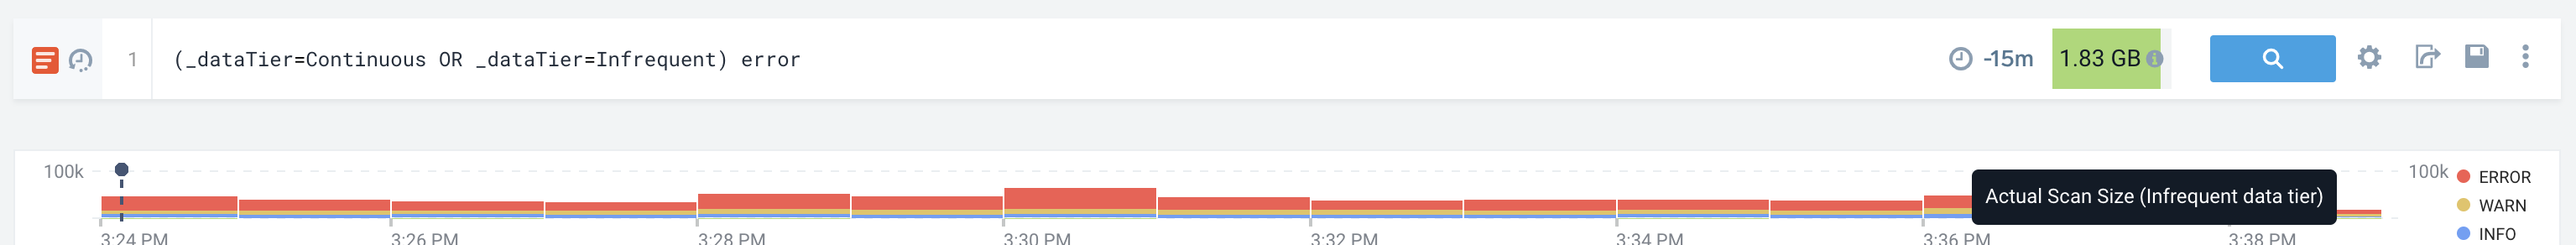 1 (_dataTier=Continuous OR _dataTier=Infrequent) error -15m 1.83 GB
100k 100k
ERROR
Actual Scan Size (Infrequent data tier)
WARN
INFO
3:24 PM 3:26 PM 3:28 PM 3:30 PM 3:32 PM 3:34 PM 3:36 PM 3:38 PM